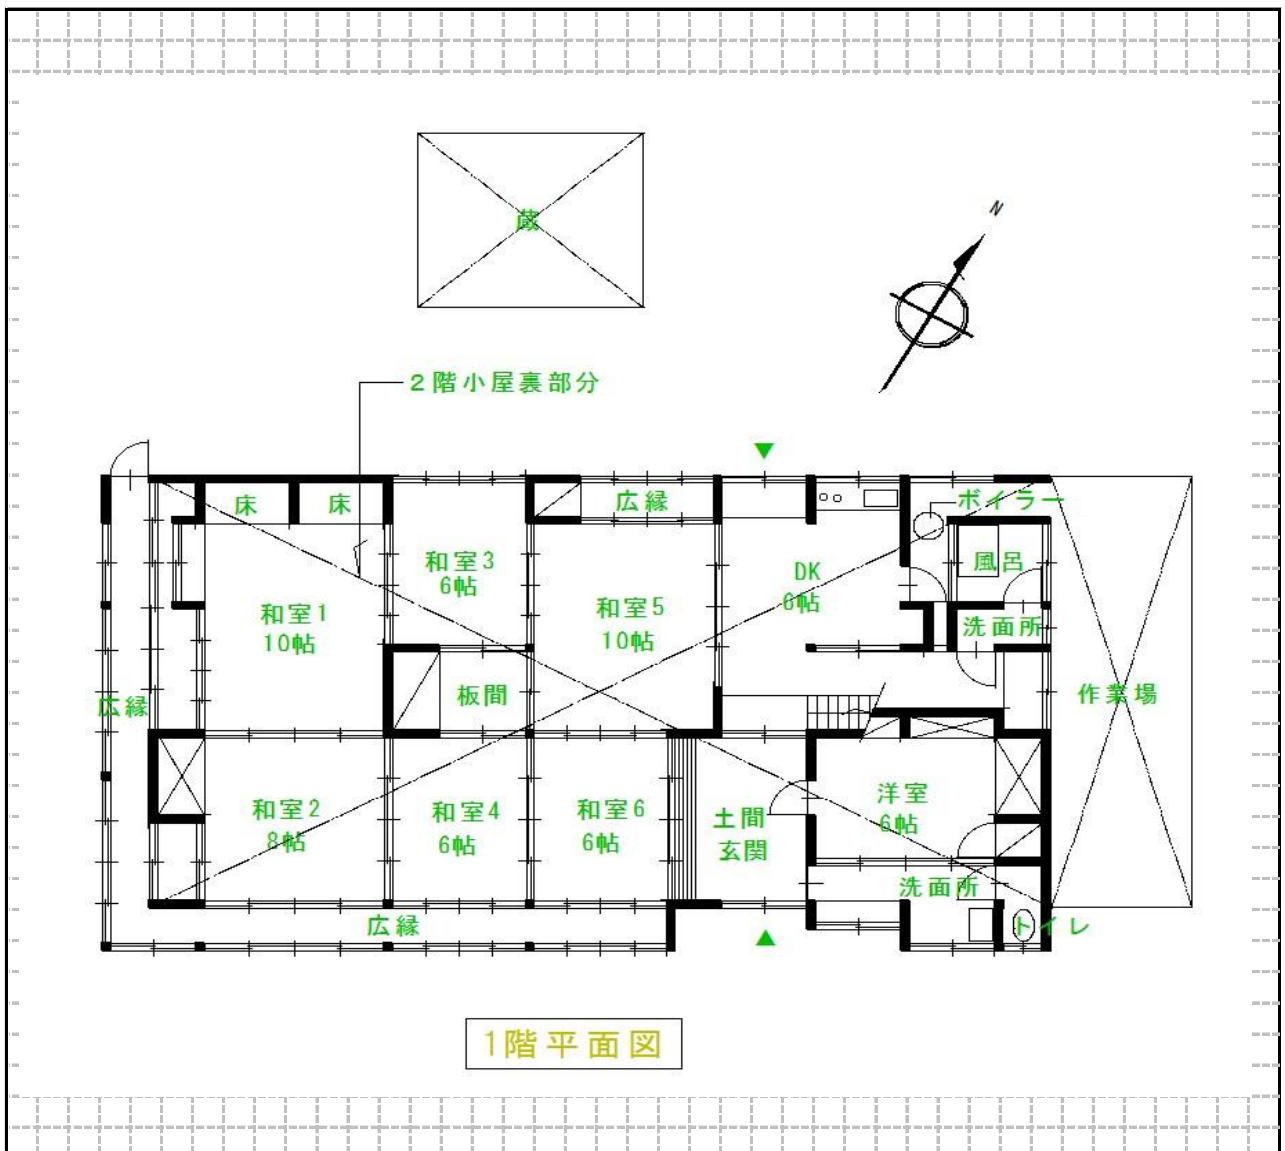 蔵
N
2階小屋裏部分
床
床
広縁
ボイラー
和室3
6帖
風呂
DK
6帖
和室1
10帖
和室5
10帖
洗面所
板間
広縁
作業場
和室2
8帖
和室4
6帖
和室6
6帖
土間
玄関
洋室
6帖
洗面所
広縁
トイレ
1階平面図